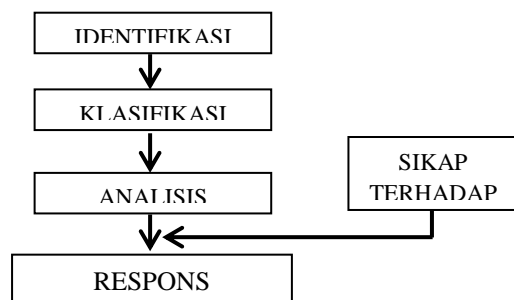 IDENTIFIKASI
KLASIFIKASI
ANALISIS
SIKAP
TERHADAP
RESPONS